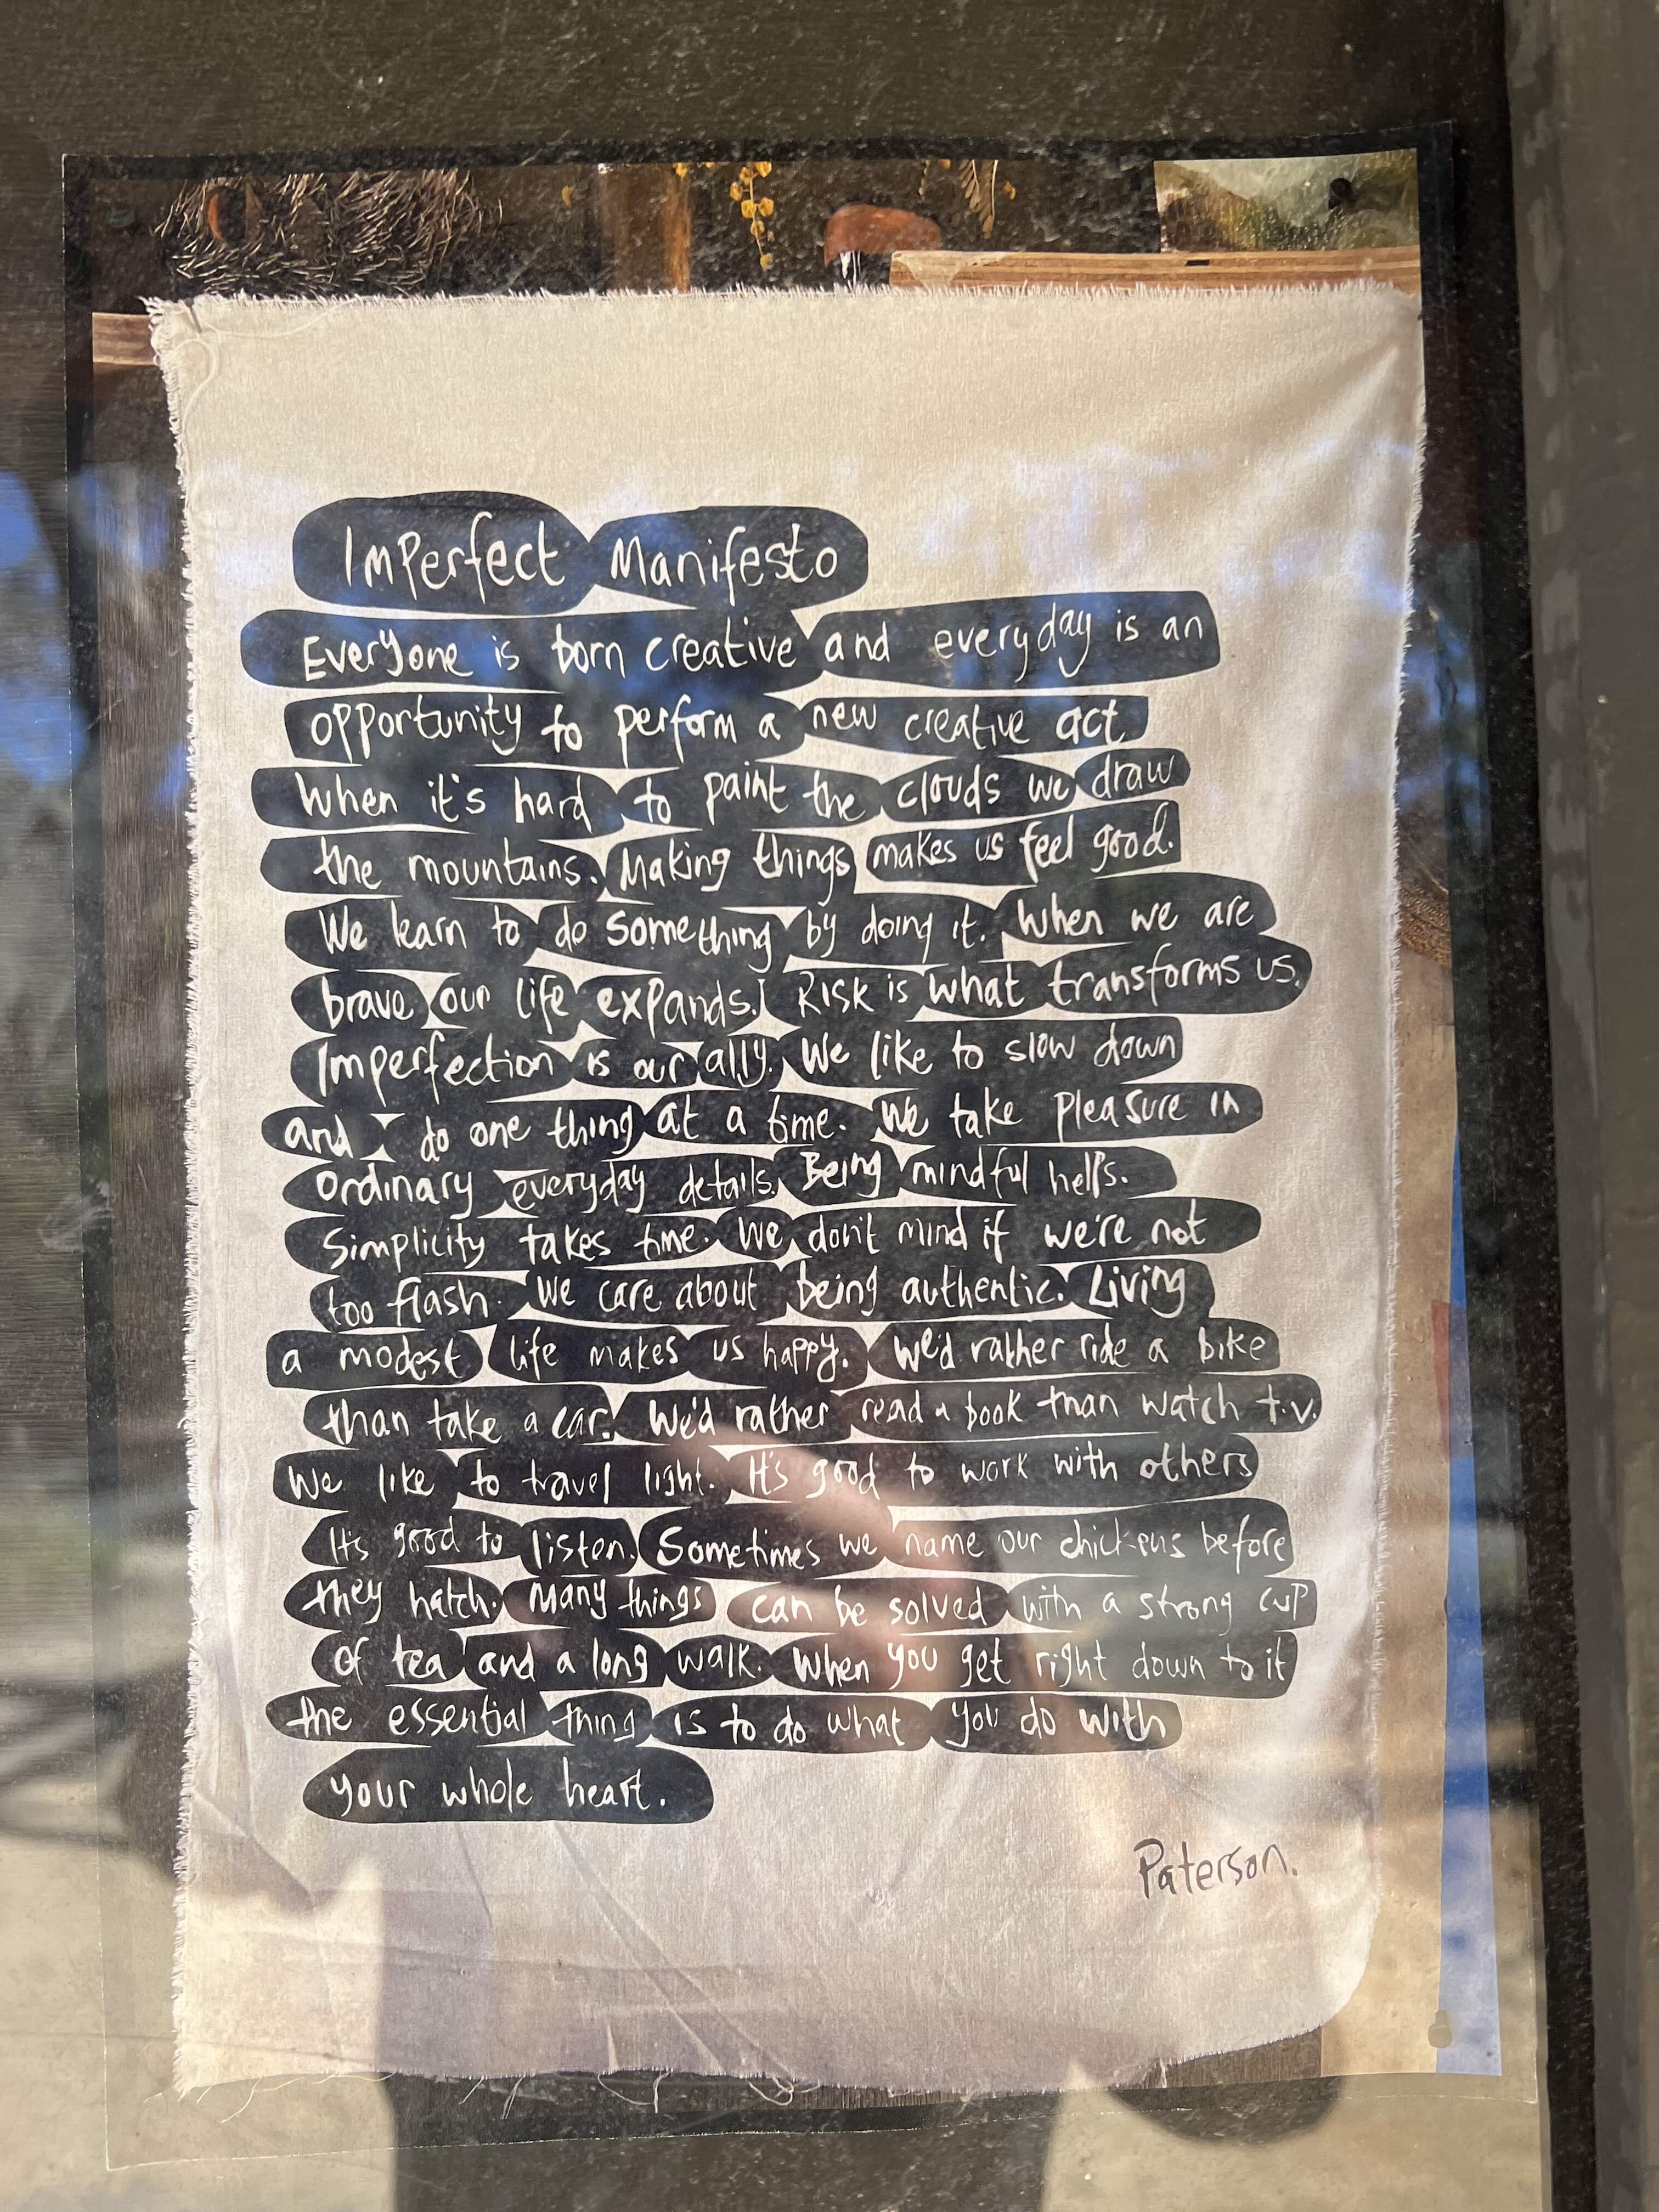 Imperfect Manifesto
Everyone is born creative and everyday is an
opportunity to perform a new creative act
When it's hard to paint the clouds we draw
the mountains. Making things makes us feel good.
We learn to do something by doing it. When we are
brave our life expands. Risk is what transforms us.
Imperfection is our ally. We like to slow down
and do one thing at a time. We take pleasure in
ordinary everyday details. Being mindful helps.
Simplicity takes time. We don't mind if we're not
too flash. We care about being authentic. Living
a modest life makes us happy. We'd rather ride a bike
than take a car. We'd rather read a book than watch t.v.
We like to travel light. It's good to work with others
It's good to listen. Sometimes we name our chickens before
they hatch. Many things can be solved with a strong cup
of tea and a long walk. When you get right down to it
the essential thing is to do what you do with
your whole heart.
Paterson.